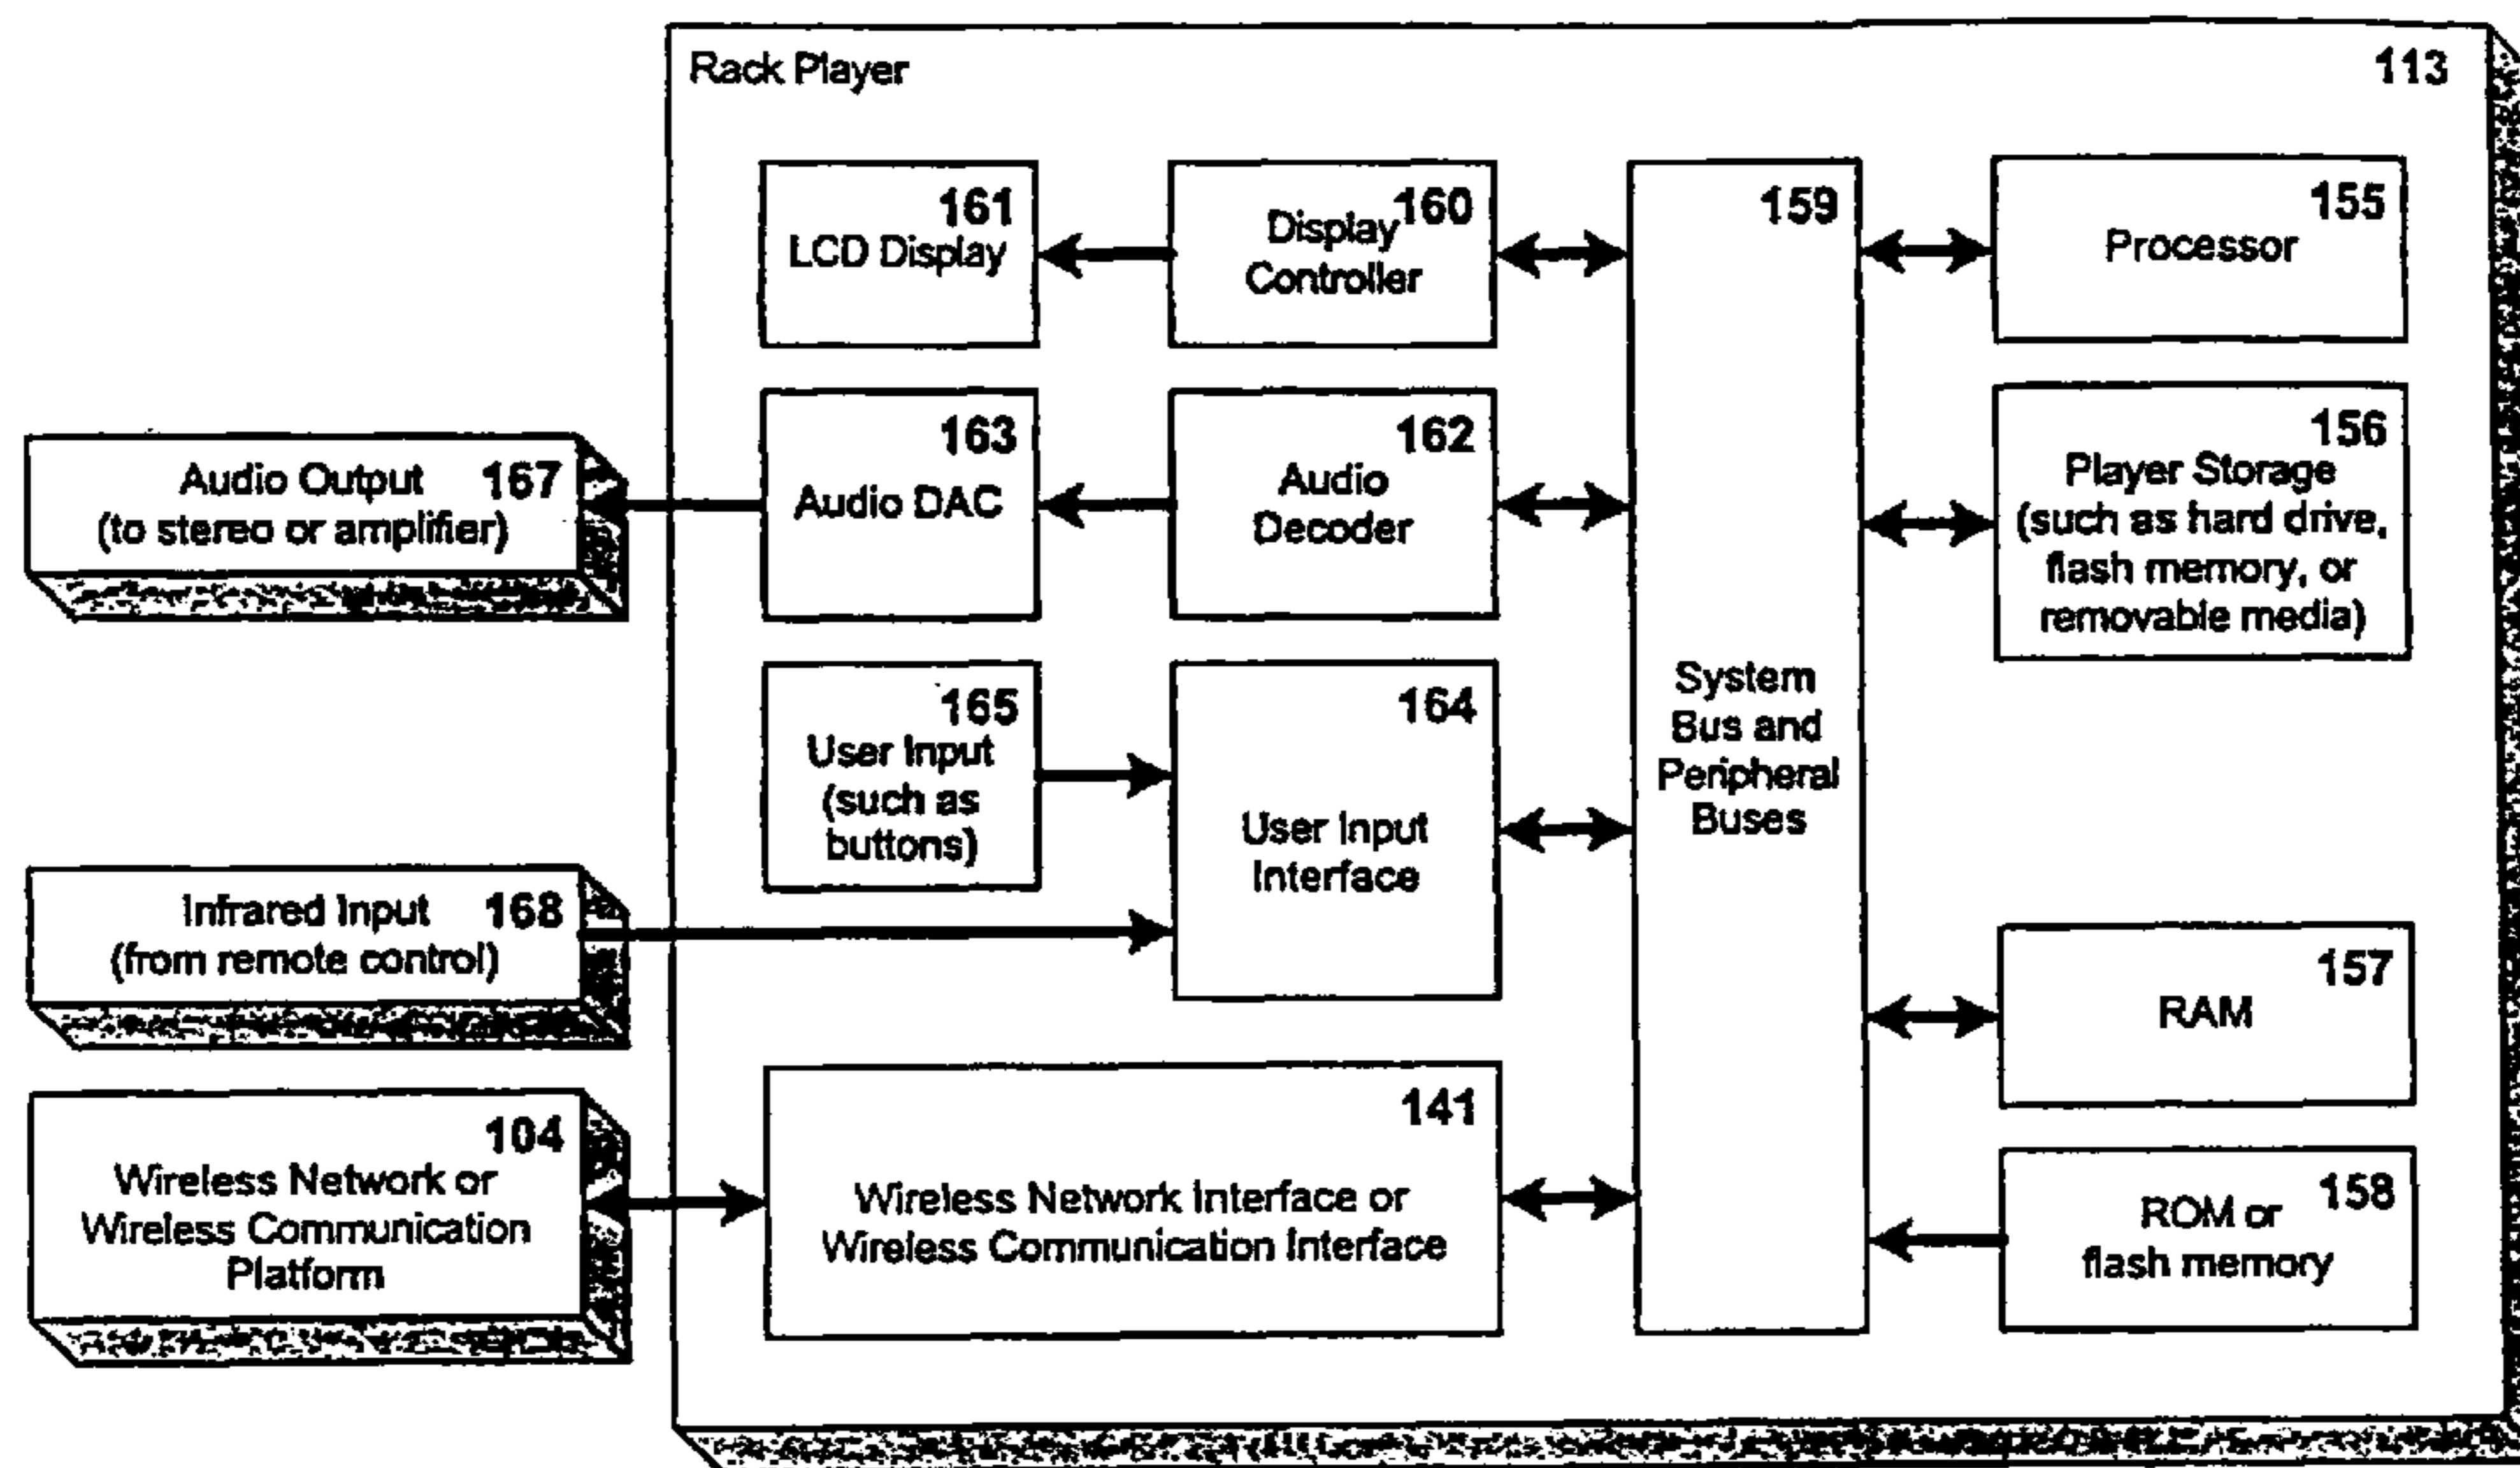 Rack Player
113
161
LCD Display
160
Display
Controller
159
System
Bus and
Peripheral
Buses
155
Processor
163
Audio DAC
162
Audio
Decoder
156
Player Storage
(such as hard drive,
flash memory, or
removable media)
Audio Output 167
(to stereo or amplifier)
165
User Input
(such as
buttons)
164
User Input
Interface
Infrared Input 168
(from remote control)
157
RAM
104
Wireless Network or
Wireless Communication
Platform
141
Wireless Network Interface or
Wireless Communication Interface
158
ROM or
flash memory